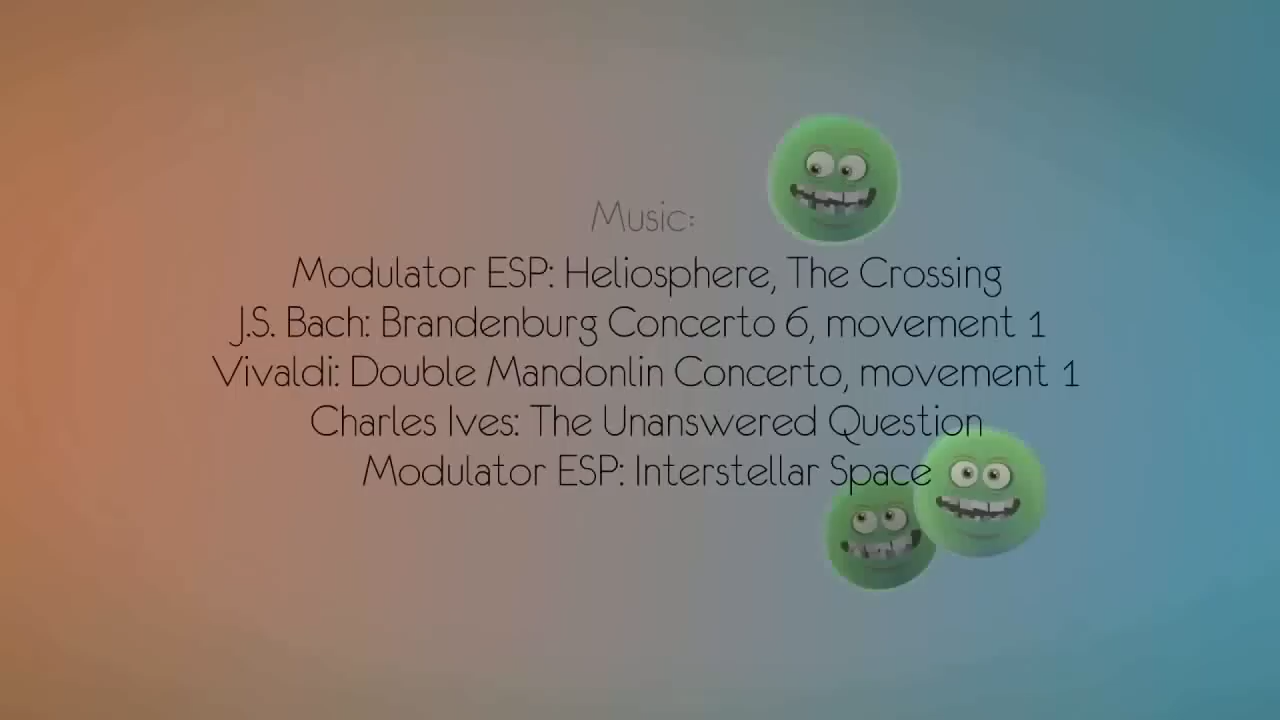 Music:
Modulator ESP: Heliosphere, The Crossing
J.S. Bach: Brandenburg Concerto 6, movement 1
Vivaldi: Double Mandonlin Concerto, movement 1
Charles Ives: The Unanswered Question
Modulator ESP: Interstellar Space